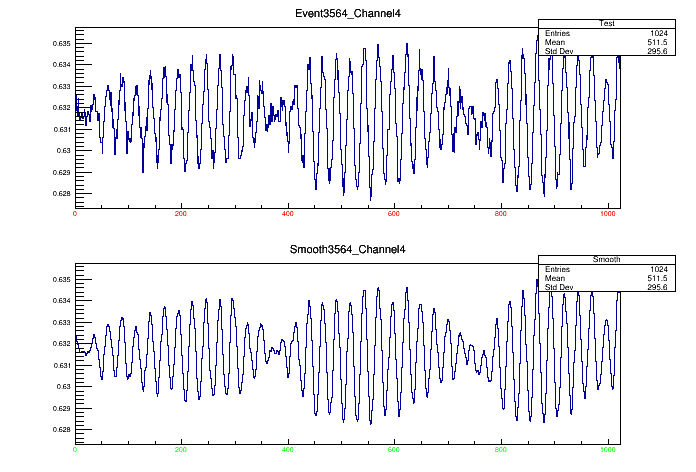 Event3564_Channel4
Test
Entries 1024
Mean 511.5
Std Dev 295.6
0.635
0.634
0.633
0.632
0.631
0.63
0.629
0.628
0 200 400 600 800 1000
Smooth3564_Channel4
Smooth
Entries 1024
Mean 511.5
Std Dev 295.6
0.635
0.634
0.633
0.632
0.631
0.63
0.629
0.628
0 200 400 600 800 1000